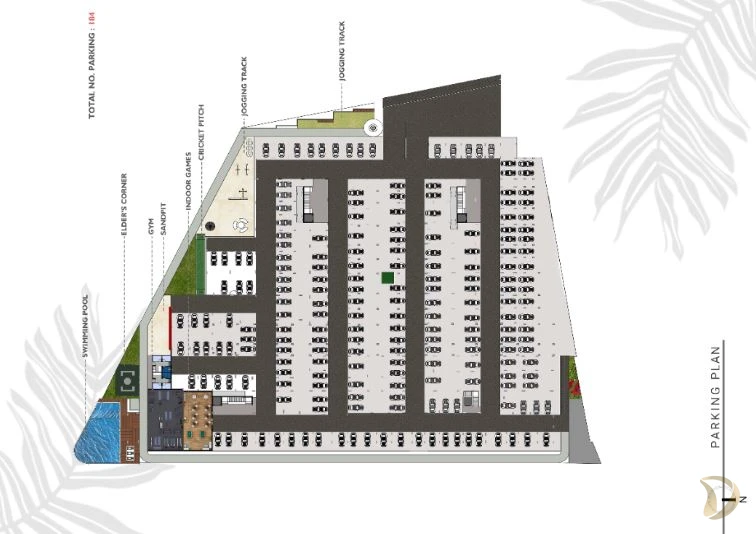 TOTAL NO. PARKING : 184
JOGGING TRACK
JOGGING TRACK
CRICKET PITCH
INDOOR GAMES
ELDER'S CORNER
GYM
SANDPIT
SWIMMING POOL
PARKING PLAN
N